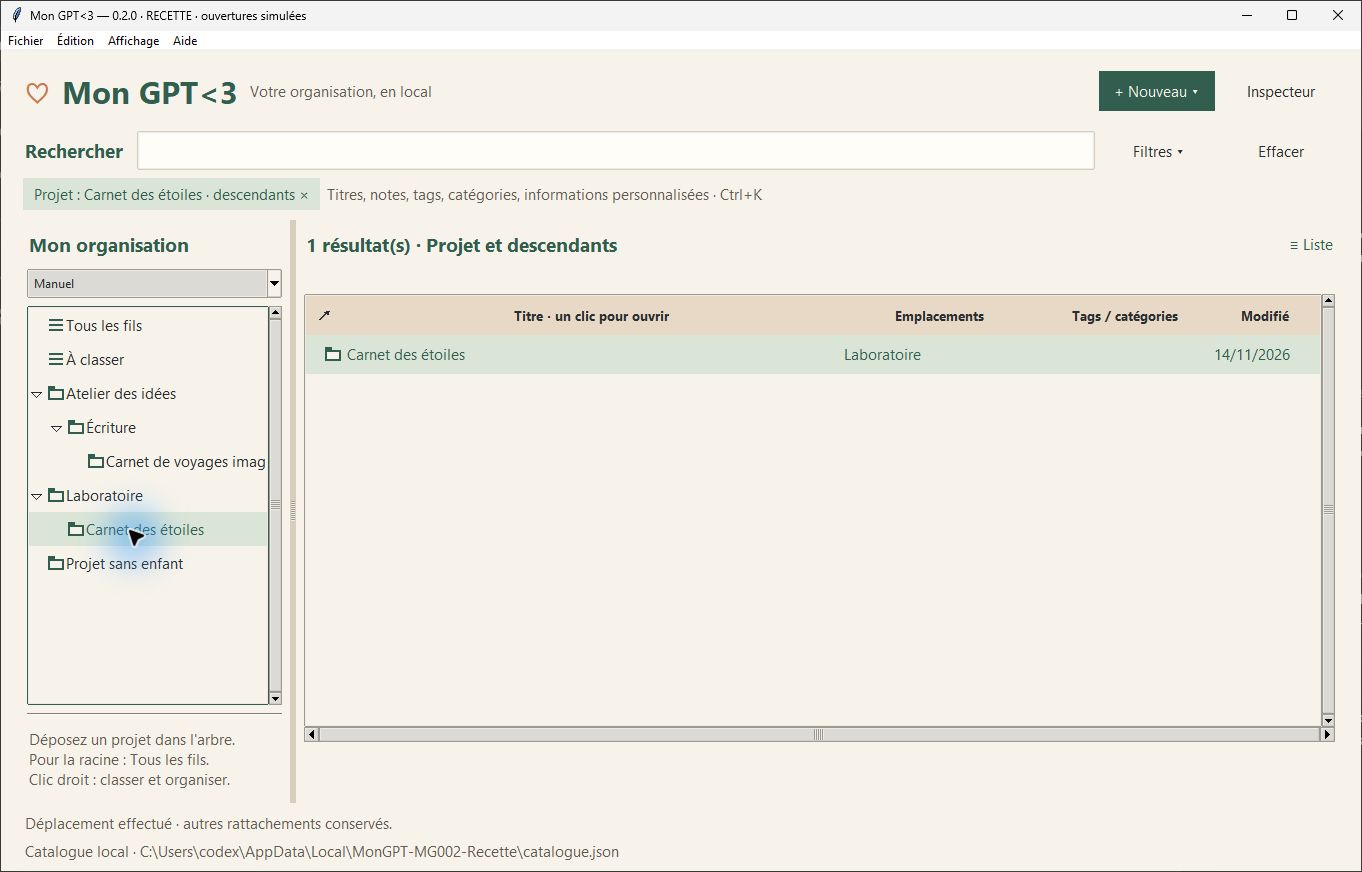 Mon GPT<3 — 0.2.0 · RECETTE · ouvertures simulées
Fichier Édition Affichage Aide
Mon GPT<3 Votre organisation, en local + Nouveau ▾ Inspecteur
Rechercher Filtres ▾ Effacer
Projet : Carnet des étoiles · descendants × Titres, notes, tags, catégories, informations personnalisées · Ctrl+K
Mon organisation
Manuel
Tous les fils
À classer
Atelier des idées
Écriture
Carnet de voyages imag
Laboratoire
Carnet des étoiles
Projet sans enfant
Déposez un projet dans l'arbre.
Pour la racine : Tous les fils.
Clic droit : classer et organiser.
1 résultat(s) · Projet et descendants ≡ Liste
↗ Titre · un clic pour ouvrir Emplacements Tags / catégories Modifié
Carnet des étoiles Laboratoire 14/11/2026
Déplacement effectué · autres rattachements conservés.
Catalogue local · C:\Users\codex\AppData\Local\MonGPT-MG002-Recette\catalogue.json